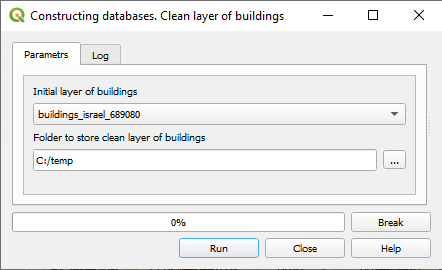 Constructing databases. Clean layer of buildings
Parametrs
Log
Initial layer of buildings
buildings_israel_689080
Folder to store clean layer of buildings
C:/temp
...
0%
Break
Run
Close
Help